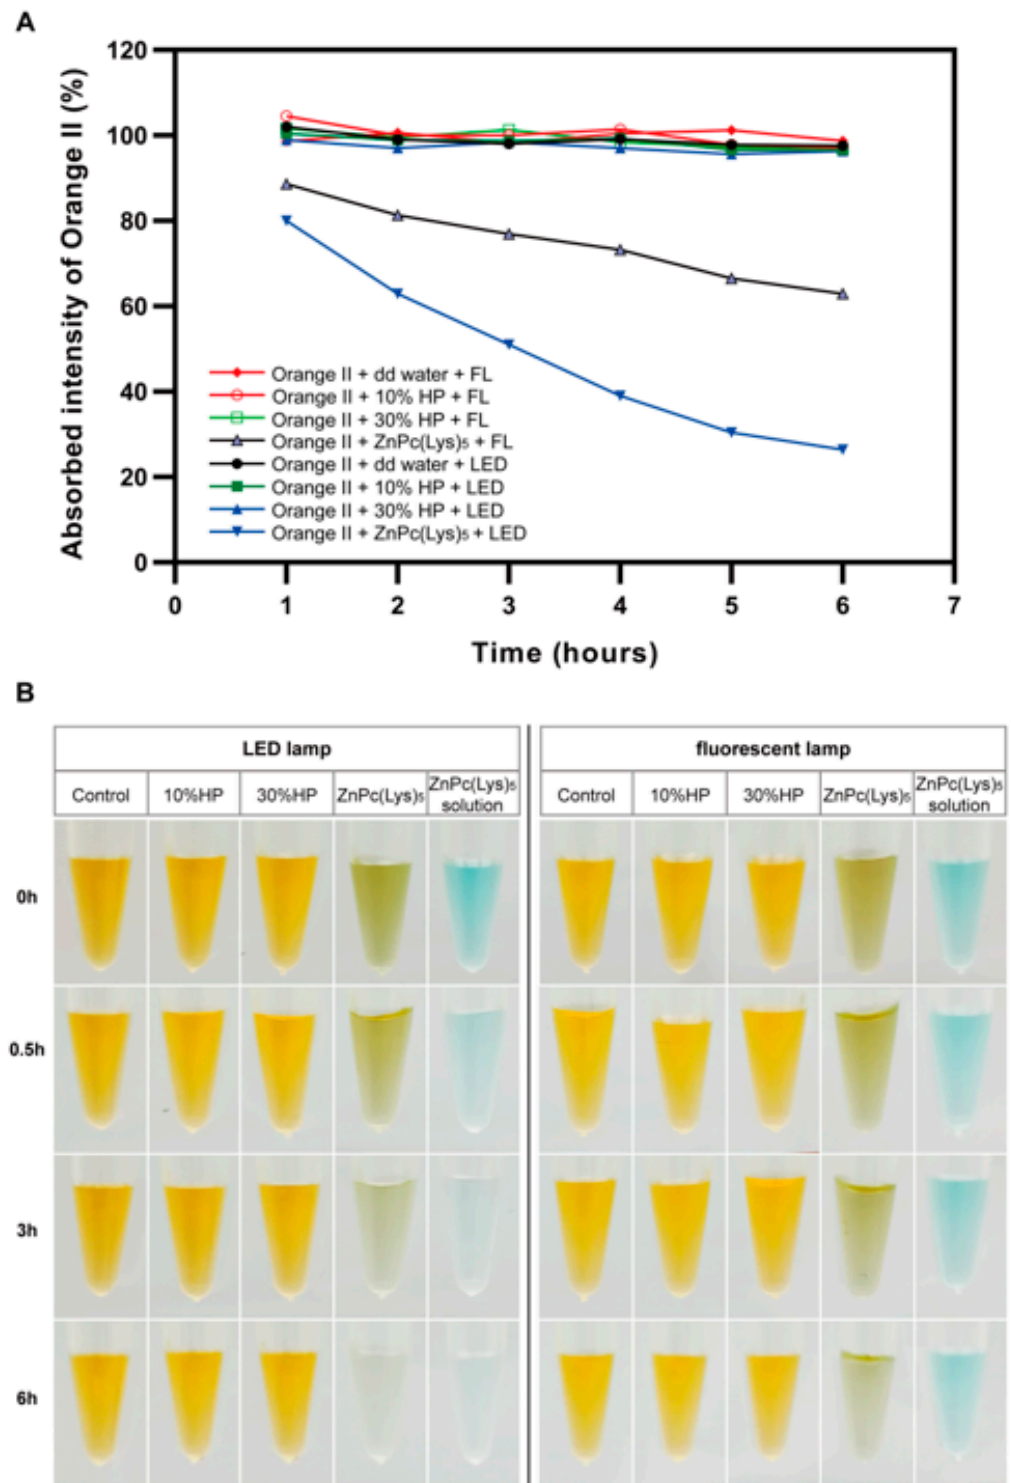 A
Absorbed intensity of Orange II (%)
120
100
80
60
40
20
0
Orange II + dd water + FL
Orange II + 10% HP + FL
Orange II + 30% HP + FL
Orange II + ZnPc(Lys)₅ + FL
Orange II + dd water + LED
Orange II + 10% HP + LED
Orange II + 30% HP + LED
Orange II + ZnPc(Lys)₅ + LED
0 1 2 3 4 5 6 7
Time (hours)
B
LED lamp
Control 10%HP 30%HP ZnPc(Lys)₅ ZnPc(Lys)₅ solution
fluorescent lamp
Control 10%HP 30%HP ZnPc(Lys)₅ ZnPc(Lys)₅ solution
0h
0.5h
3h
6h